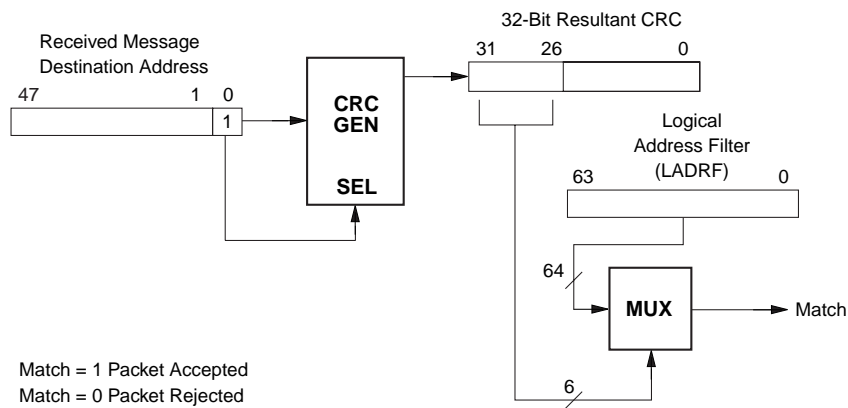 32-Bit Resultant CRC
Received Message
Destination Address
31 26 0
47 1 0
1
CRC
GEN
SEL
Logical
Address Filter
(LADRF)
63 0
64
MUX
Match
6
Match = 1 Packet Accepted
Match = 0 Packet Rejected